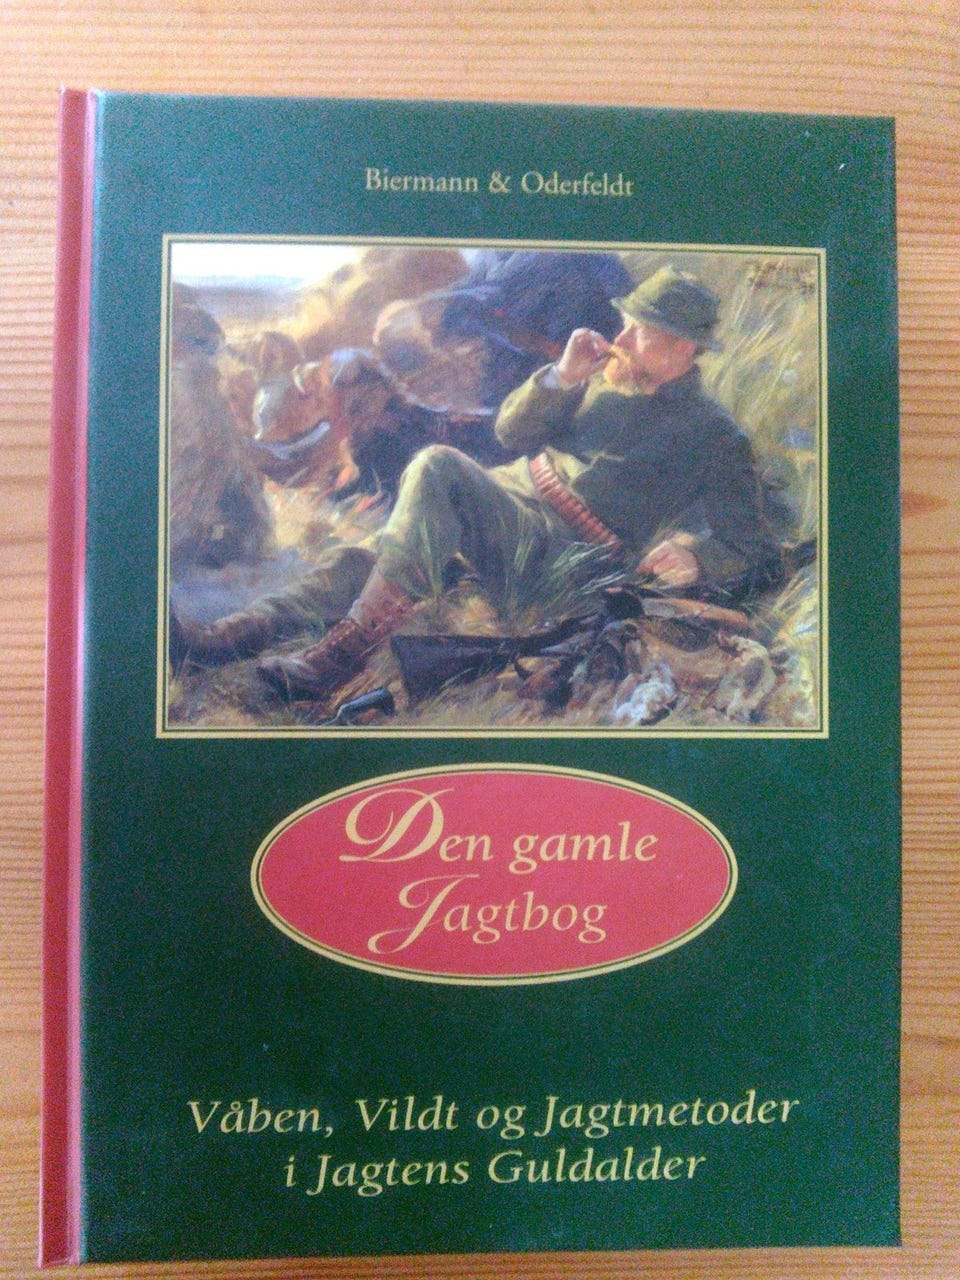 Biermann & Oderfeldt
Den gamle
Jagtbog
Våben, Vildt og Jagtmetoder
i Jagtens Guldalder